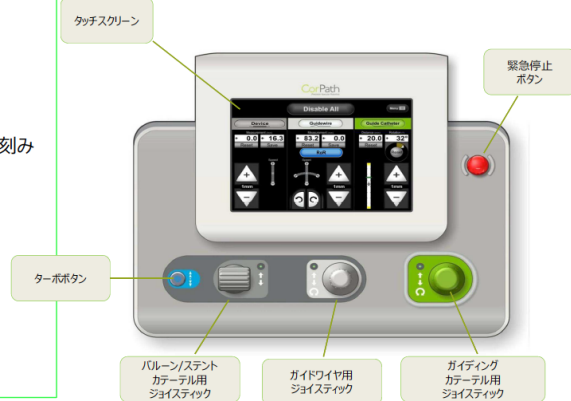 タッチスクリーン
緊急停止
ボタン
刻み
CorPath
Disable All
Device
Guidewire
Guide Catheter
0.0
16.3
83.2
0.0
20.0
32°
Exit
1mm
1mm
1mm
ターボボタン
バルーン/ステント
カテーテル用
ジョイスティック
ガイドワイヤ用
ジョイスティック
ガイディング
カテーテル用
ジョイスティック